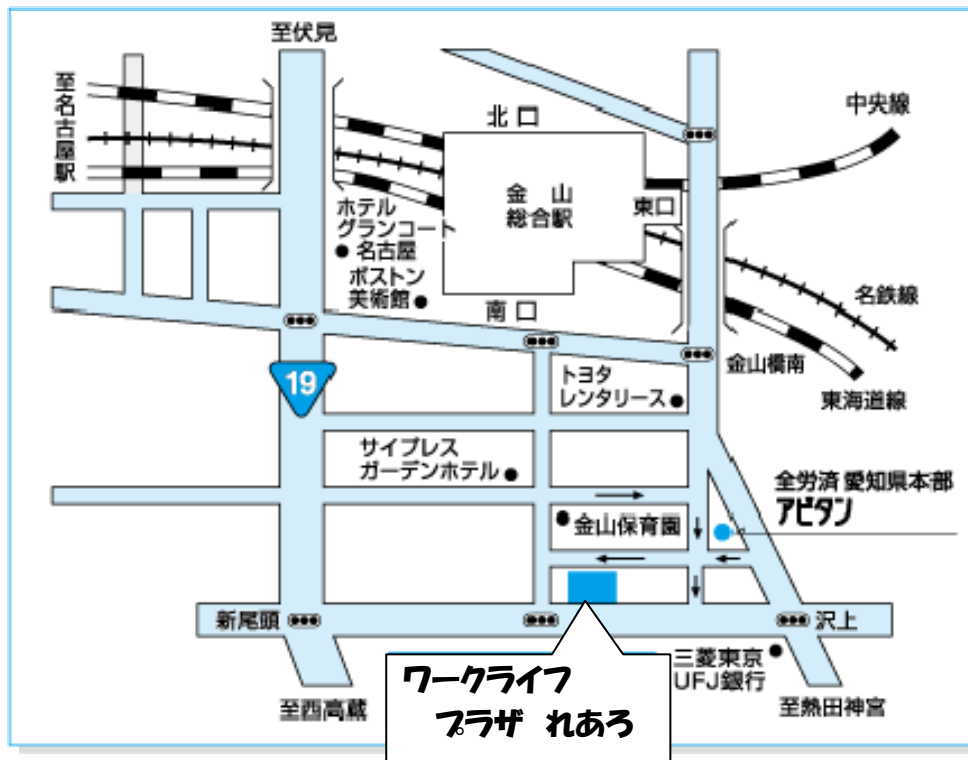 至伏見
至名古屋駅
北口
中央線
金山
総合駅
東口
ホテル
グランコート
名古屋
ボストン
美術館
南口
名鉄線
金山橋南
東海道線
19
トヨタ
レンタリース
サイプレス
ガーデンホテル
全労済 愛知県本部
アビタン
金山保育園
新尾頭
沢上
三菱東京
UFJ銀行
至西高蔵
至熱田神宮
ワークライフ
プラザ れあろ